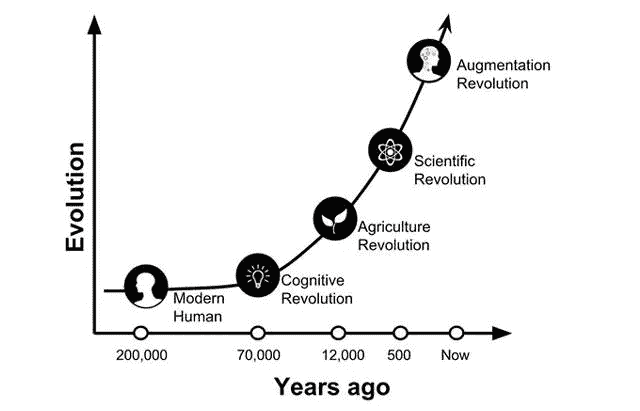 Evolution
Augmentation
Revolution
Scientific
Revolution
Agriculture
Revolution
Cognitive
Revolution
Modern
Human
200,000 70,000 12,000 500 Now
Years ago